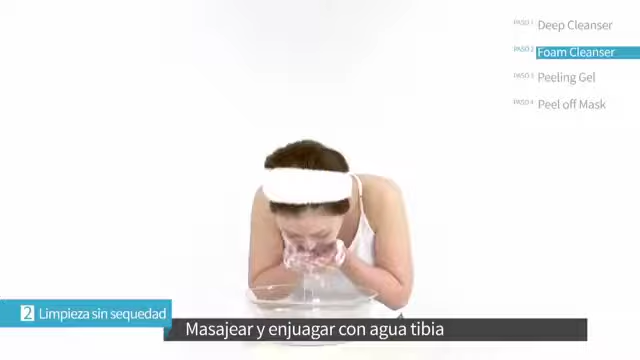 PASO 1 Deep Cleanser
PASO 2 Foam Cleanser
PASO 3 Peeling Gel
PASO 4 Peel off Mask
2 Limpieza sin sequedad
Masajear y enjuagar con agua tibia